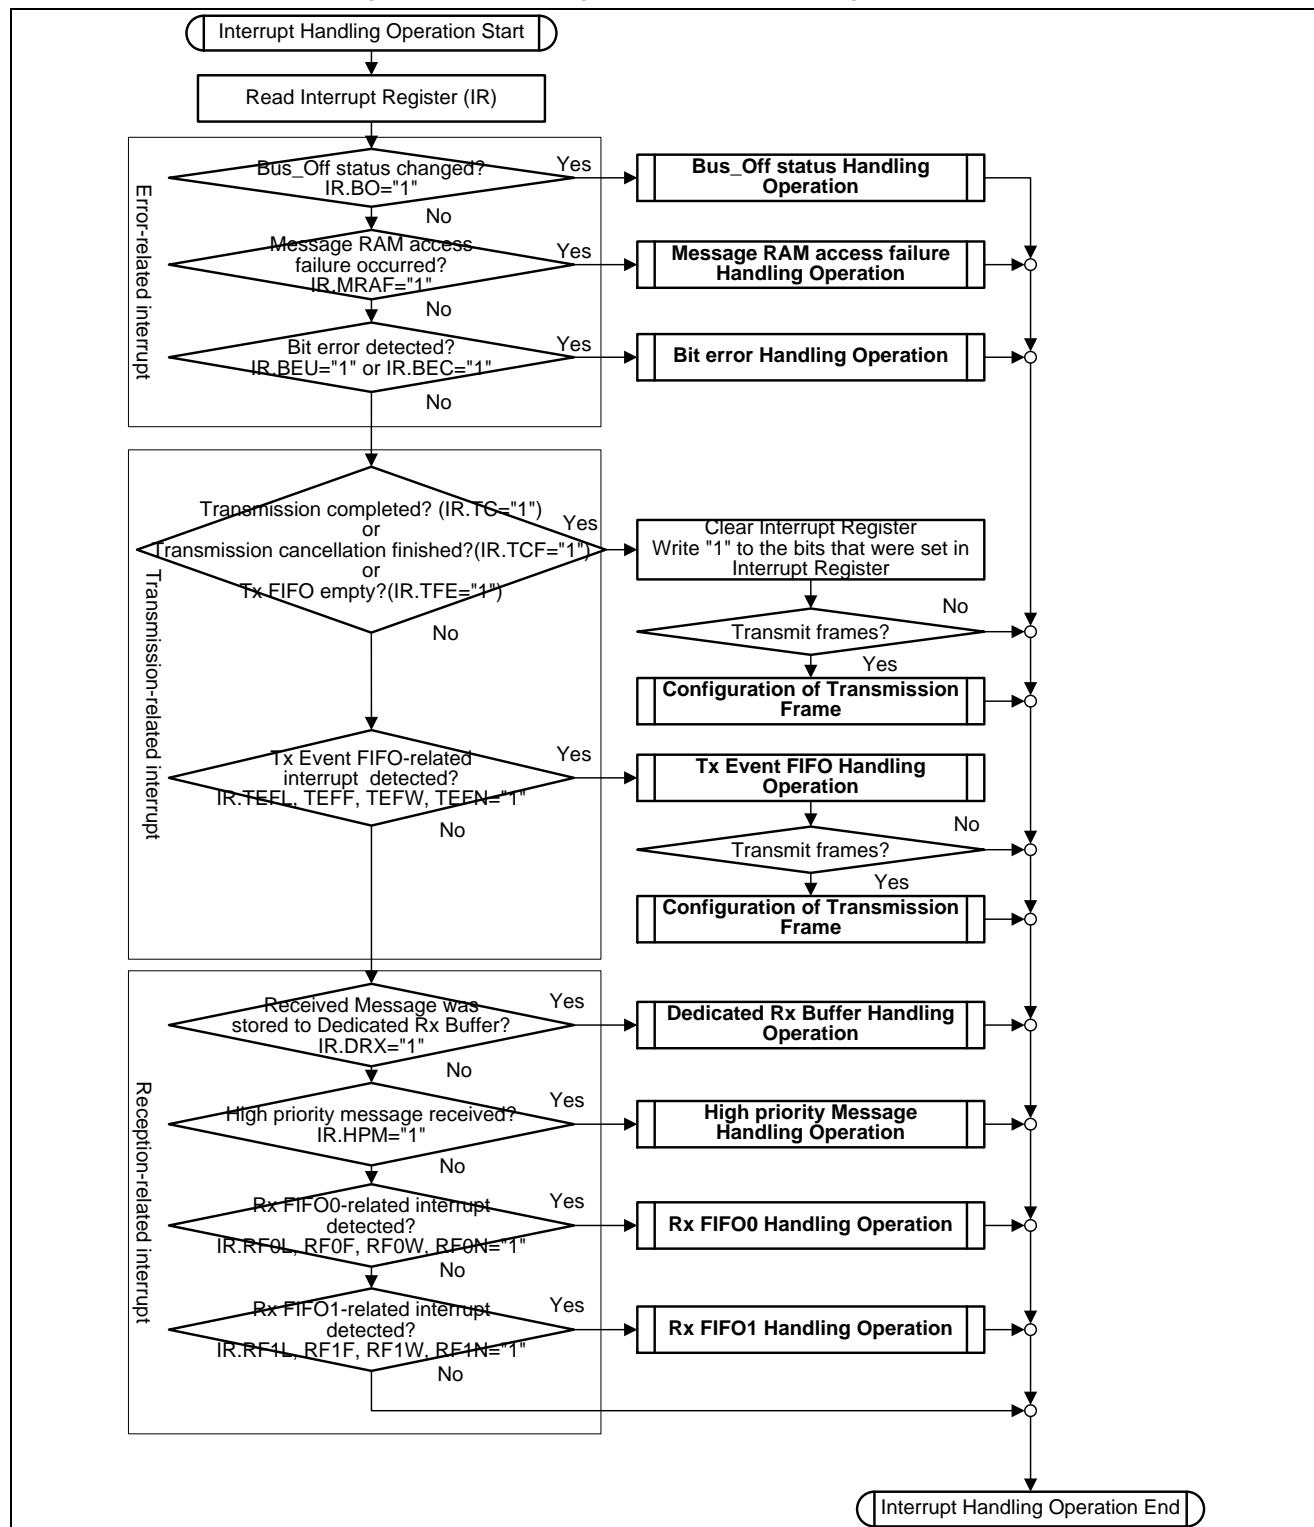 Interrupt Handling Operation Start
Read Interrupt Register (IR)
Error-related interrupt
Bus_Off status changed?
IR.BO="1"
Yes
No
Bus_Off status Handling
Operation
Message RAM access
failure occurred?
IR.MRAF="1"
Yes
No
Message RAM access failure
Handling Operation
Bit error detected?
IR.BEU="1" or IR.BEC="1"
Yes
No
Bit error Handling Operation
Transmission-related interrupt
Transmission completed? (IR.TC="1")
or
Transmission cancellation finished?(IR.TCF="1")
or
Tx FIFO empty?(IR.TFE="1")
Yes
No
Clear Interrupt Register
Write "1" to the bits that were set in
Interrupt Register
Transmit frames?
No
Yes
Configuration of Transmission
Frame
Tx Event FIFO-related
interrupt detected?
IR.TEFL, TEFF, TEFW, TEFN="1"
Yes
No
Tx Event FIFO Handling
Operation
Transmit frames?
No
Yes
Configuration of Transmission
Frame
Reception-related interrupt
Received Message was
stored to Dedicated Rx Buffer?
IR.DRX="1"
Yes
No
Dedicated Rx Buffer Handling
Operation
High priority message received?
IR.HPM="1"
Yes
No
High priority Message
Handling Operation
Rx FIFO0-related interrupt
detected?
IR.RF0L, RF0F, RF0W, RF0N="1"
Yes
No
Rx FIFO0 Handling Operation
Rx FIFO1-related interrupt
detected?
IR.RF1L, RF1F, RF1W, RF1N="1"
Yes
No
Rx FIFO1 Handling Operation
Interrupt Handling Operation End